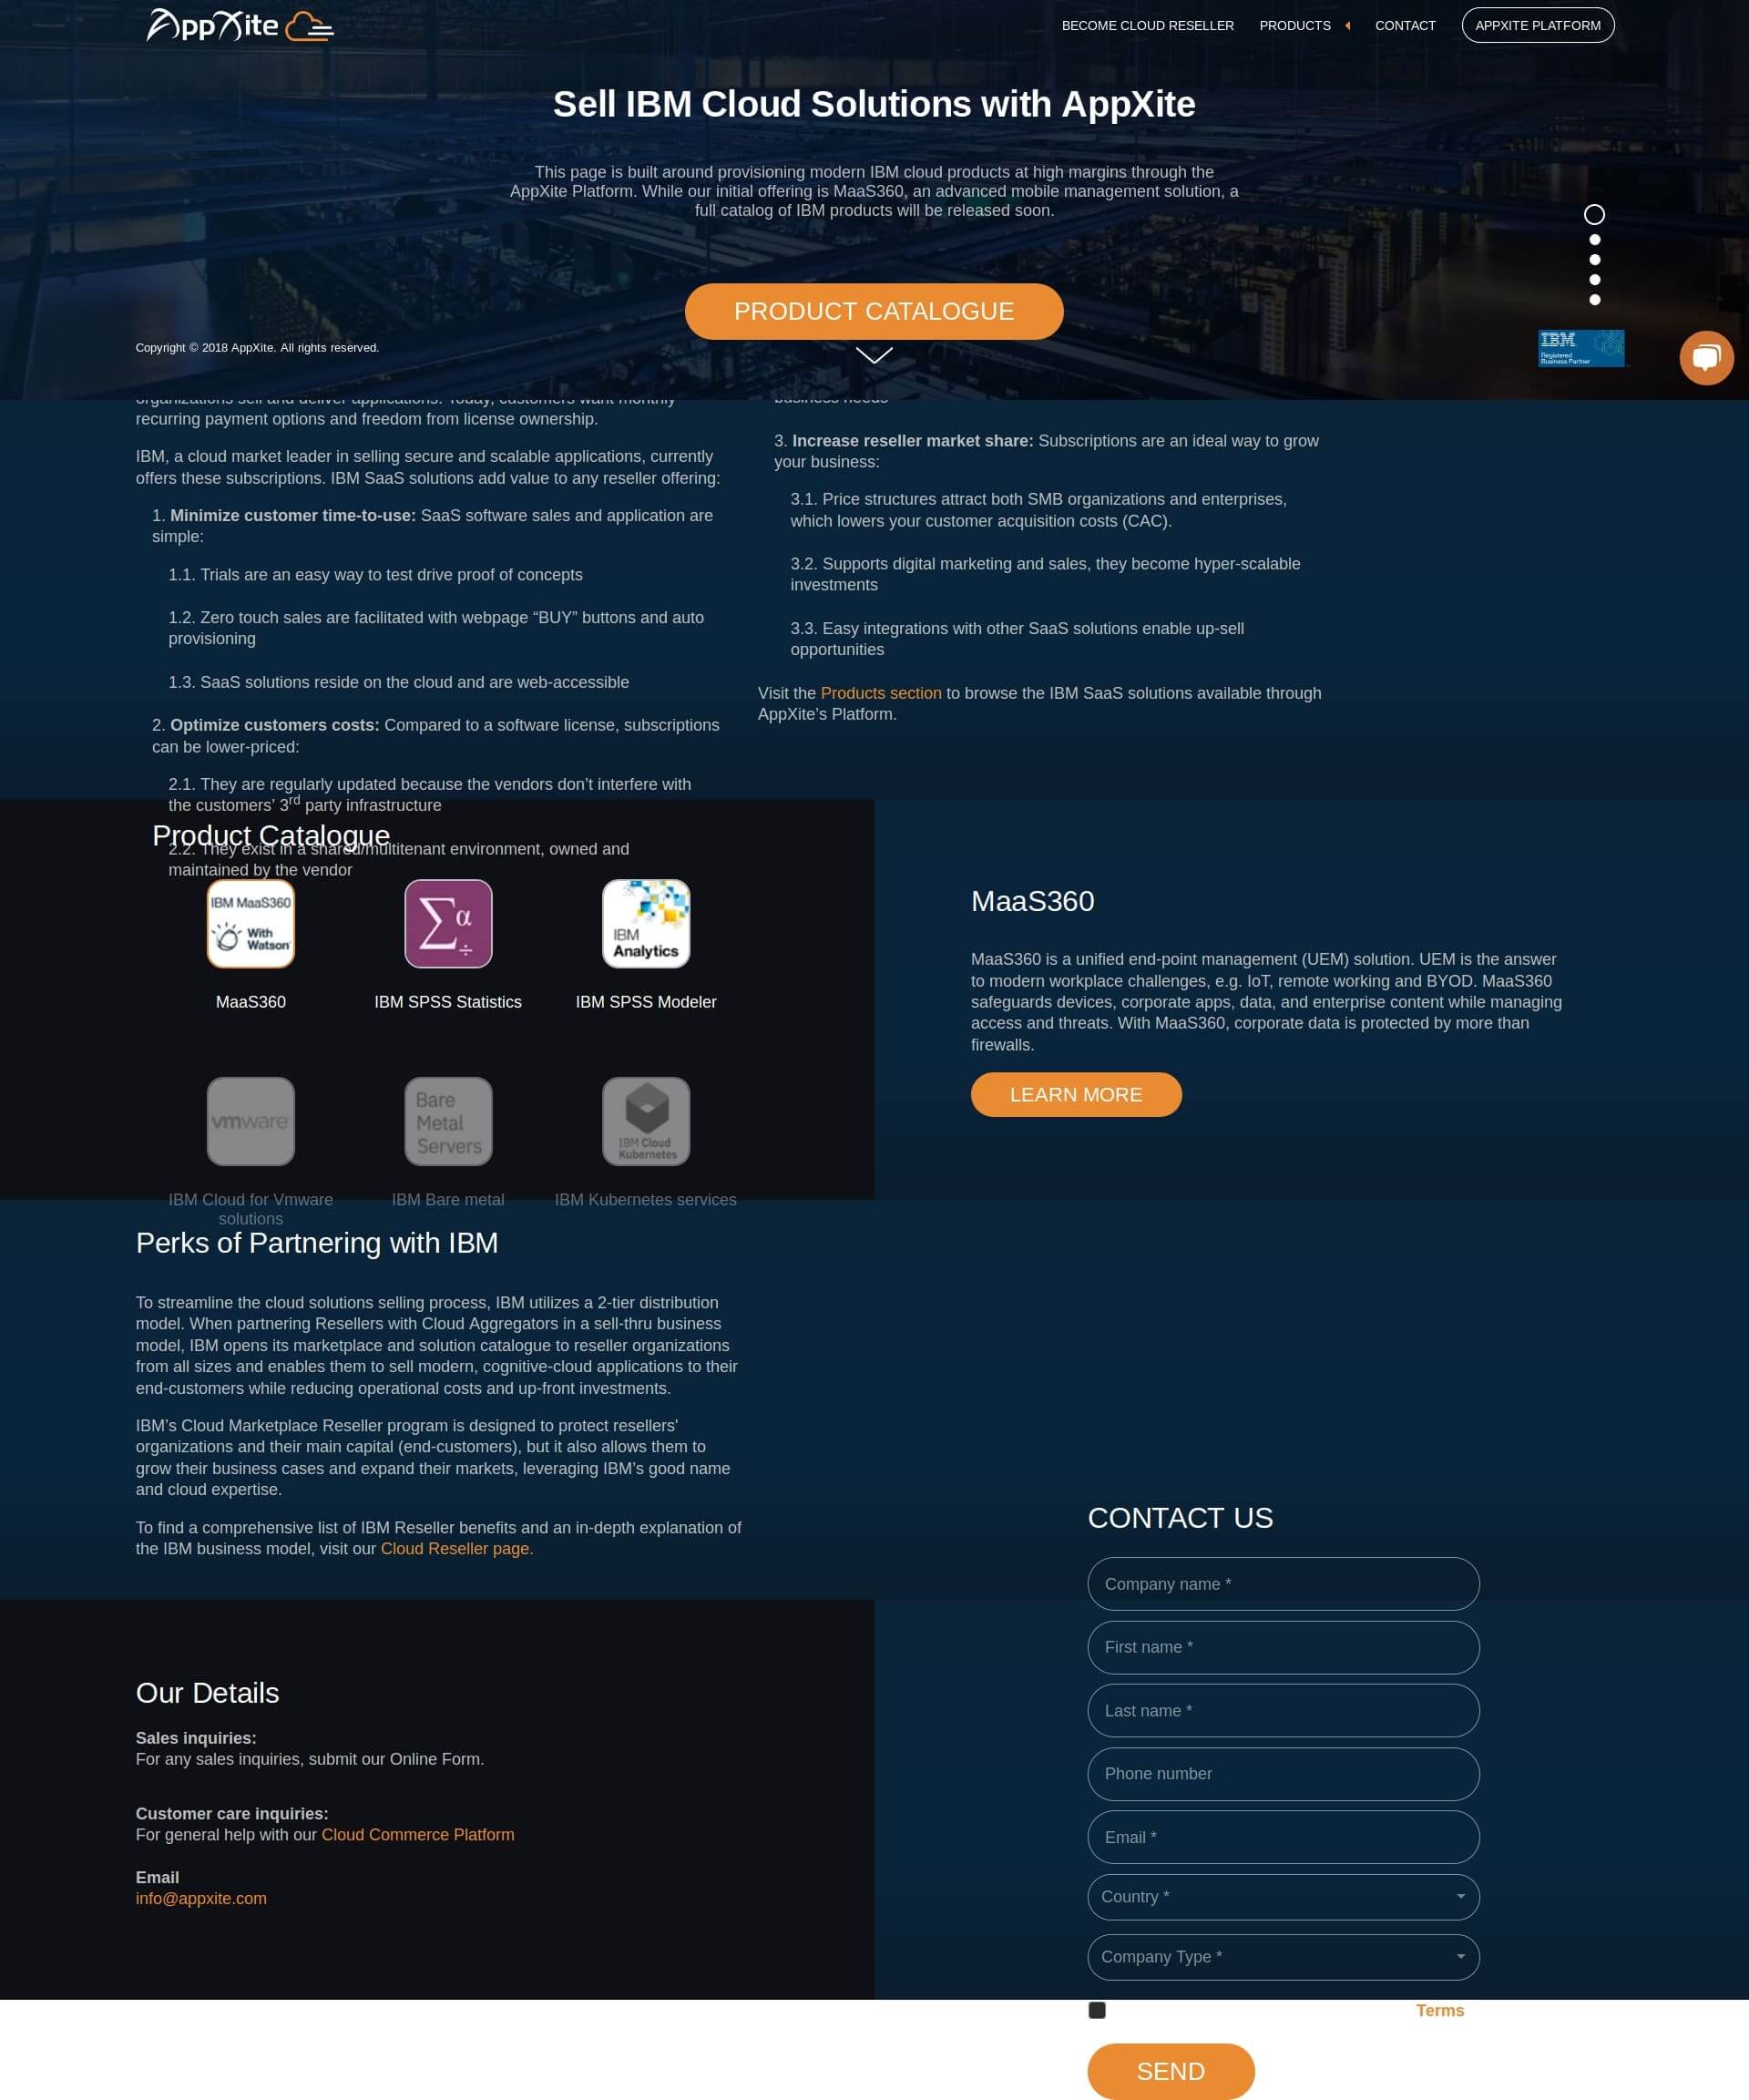 AppXite
BECOME CLOUD RESELLER
PRODUCTS
CONTACT
APPXITE PLATFORM
Sell IBM Cloud Solutions with AppXite
This page is built around provisioning modern IBM cloud products at high margins through the
AppXite Platform. While our initial offering is MaaS360, an advanced mobile management solution, a
full catalog of IBM products will be released soon.
PRODUCT CATALOGUE
Copyright © 2018 AppXite. All rights reserved.
IBM
Registered
Business Partner
organizations sell and deliver applications. Today, customers want monthly
recurring payment options and freedom from license ownership.
IBM, a cloud market leader in selling secure and scalable applications, currently
offers these subscriptions. IBM SaaS solutions add value to any reseller offering:
1. Minimize customer time-to-use: SaaS software sales and application are
simple:
1.1. Trials are an easy way to test drive proof of concepts
1.2. Zero touch sales are facilitated with webpage “BUY” buttons and auto
provisioning
1.3. SaaS solutions reside on the cloud and are web-accessible
2. Optimize customers costs: Compared to a software license, subscriptions
can be lower-priced:
2.1. They are regularly updated because the vendors don’t interfere with
the customers’ 3rd party infrastructure
2.2. They exist in a shared/multitenant environment, owned and
maintained by the vendor
business needs
3. Increase reseller market share: Subscriptions are an ideal way to grow
your business:
3.1. Price structures attract both SMB organizations and enterprises,
which lowers your customer acquisition costs (CAC).
3.2. Supports digital marketing and sales, they become hyper-scalable
investments
3.3. Easy integrations with other SaaS solutions enable up-sell
opportunities
Visit the Products section to browse the IBM SaaS solutions available through
AppXite’s Platform.
Product Catalogue
IBM MaaS360
With
Watson
Σα
÷
IBM
Analytics
MaaS360
IBM SPSS Statistics
IBM SPSS Modeler
vmware
Bare
Metal
Servers
IBM Cloud
Kubernetes
IBM Cloud for Vmware
solutions
IBM Bare metal
IBM Kubernetes services
MaaS360
MaaS360 is a unified end-point management (UEM) solution. UEM is the answer
to modern workplace challenges, e.g. IoT, remote working and BYOD. MaaS360
safeguards devices, corporate apps, data, and enterprise content while managing
access and threats. With MaaS360, corporate data is protected by more than
firewalls.
LEARN MORE
Perks of Partnering with IBM
To streamline the cloud solutions selling process, IBM utilizes a 2-tier distribution
model. When partnering Resellers with Cloud Aggregators in a sell-thru business
model, IBM opens its marketplace and solution catalogue to reseller organizations
from all sizes and enables them to sell modern, cognitive-cloud applications to their
end-customers while reducing operational costs and up-front investments.
IBM’s Cloud Marketplace Reseller program is designed to protect resellers'
organizations and their main capital (end-customers), but it also allows them to
grow their business cases and expand their markets, leveraging IBM’s good name
and cloud expertise.
To find a comprehensive list of IBM Reseller benefits and an in-depth explanation of
the IBM business model, visit our Cloud Reseller page.
Our Details
Sales inquiries:
For any sales inquiries, submit our Online Form.
Customer care inquiries:
For general help with our Cloud Commerce Platform
Email
info@appxite.com
CONTACT US
Company name *
First name *
Last name *
Phone number
Email *
Country *
Company Type *
Terms
SEND